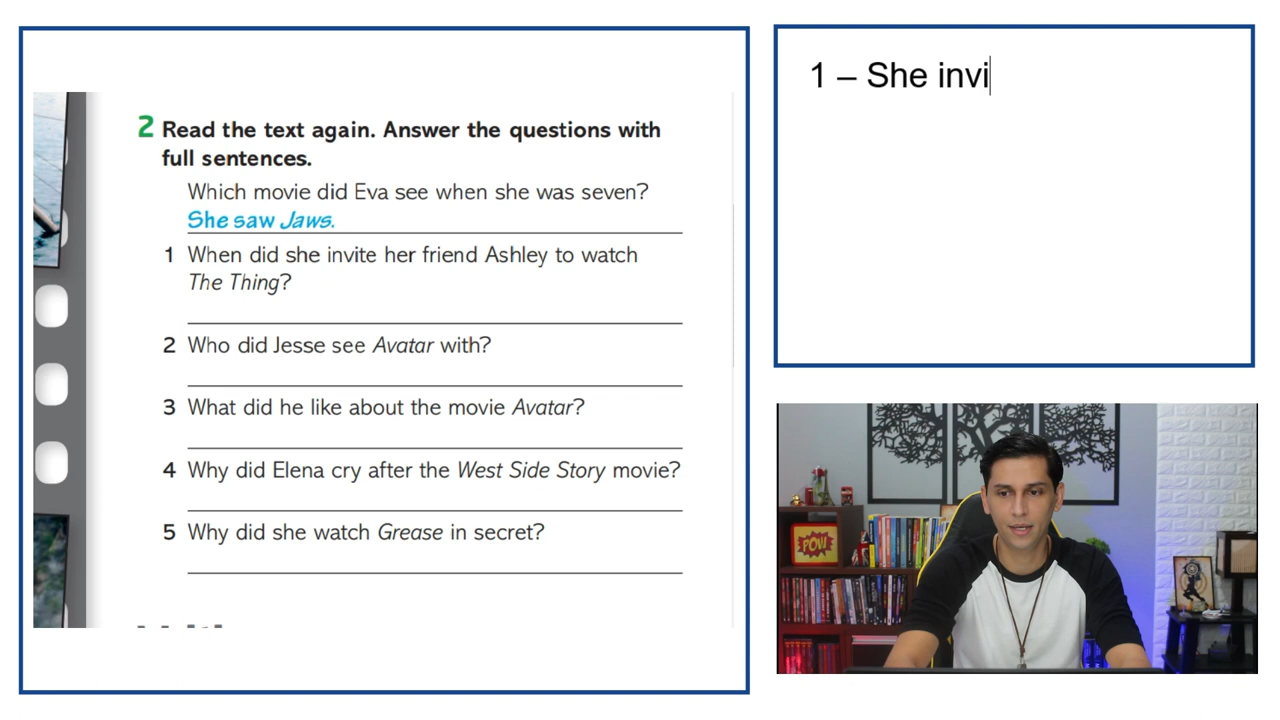 2 Read the text again. Answer the questions with
full sentences.
Which movie did Eva see when she was seven?
She saw Jaws.
1 When did she invite her friend Ashley to watch
The Thing?
2 Who did Jesse see Avatar with?
3 What did he like about the movie Avatar?
4 Why did Elena cry after the West Side Story movie?
5 Why did she watch Grease in secret?
1 – She invi
POW!